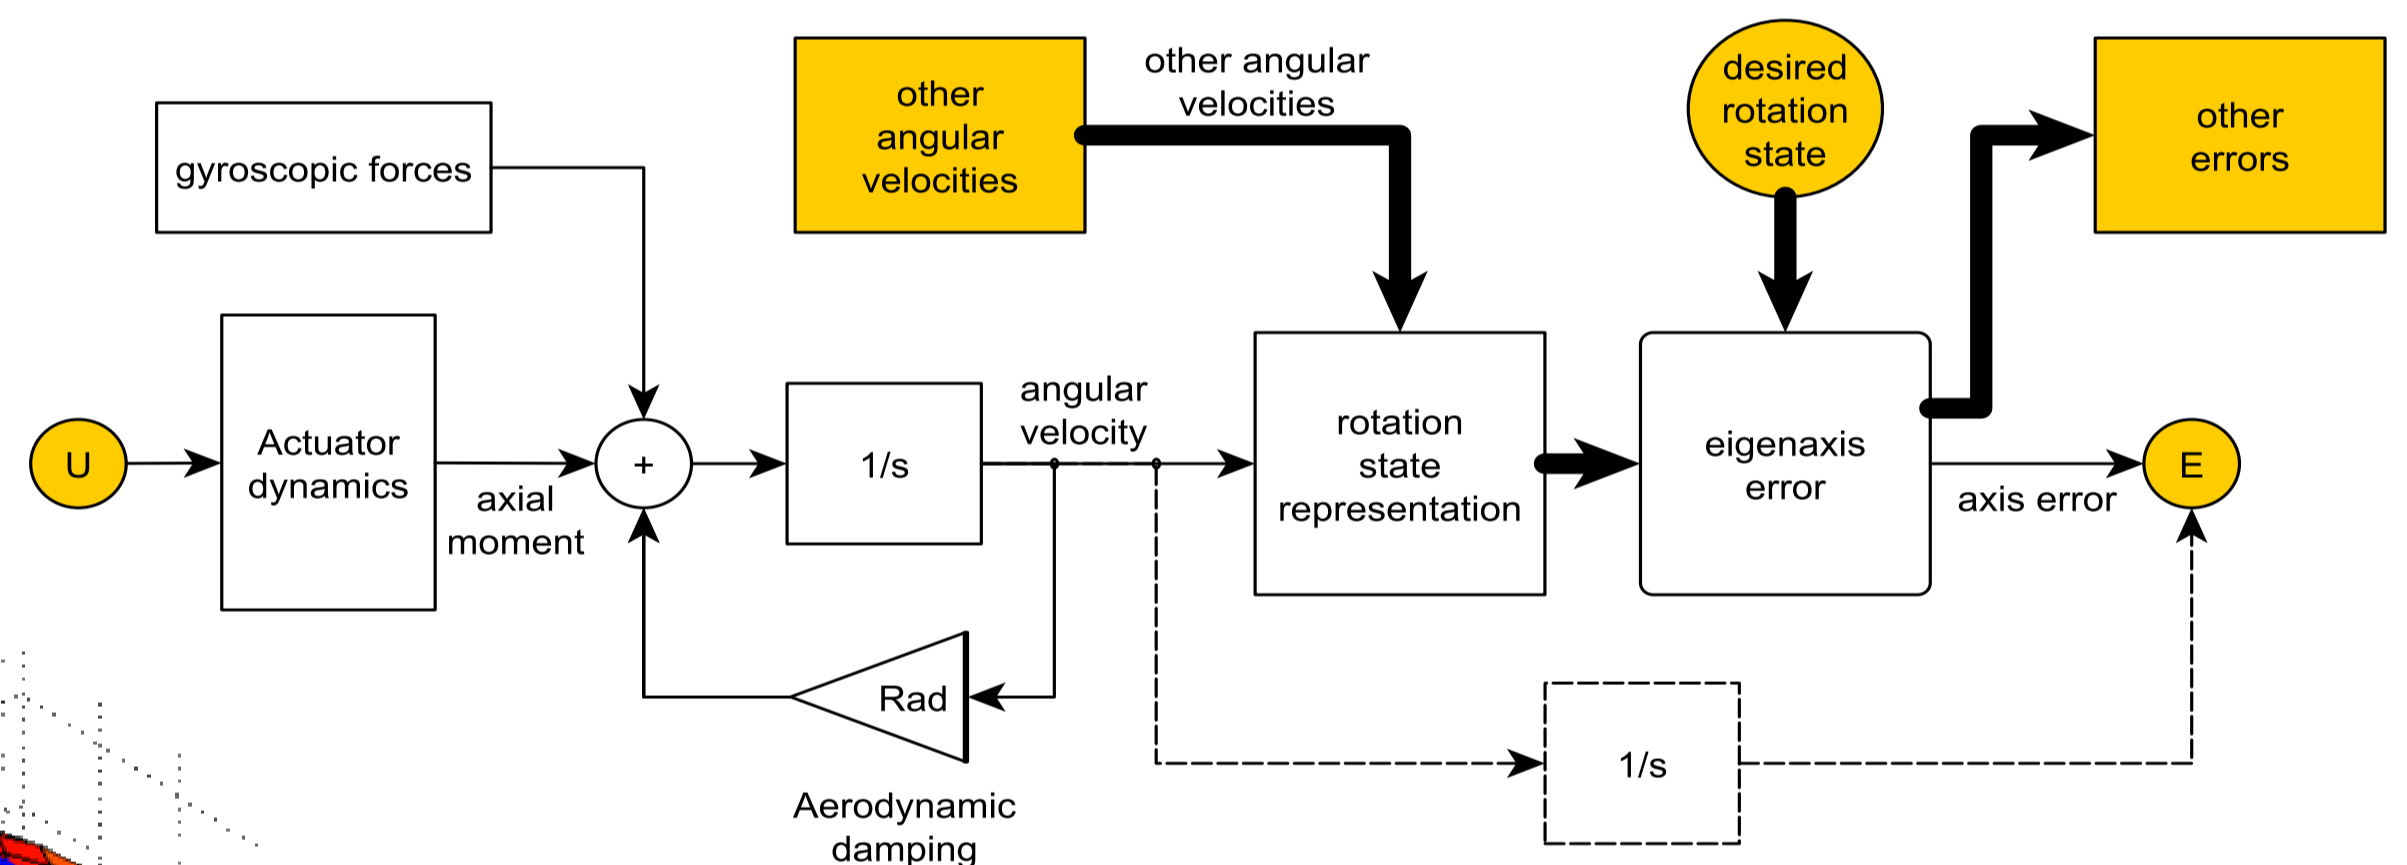 other
angular
velocities
other angular
velocities
desired
rotation
state
other
errors
gyroscopic forces
U
Actuator
dynamics
axial
moment
+
1/s
angular
velocity
rotation
state
representation
eigenaxis
error
axis error
E
Rad
Aerodynamic
damping
1/s